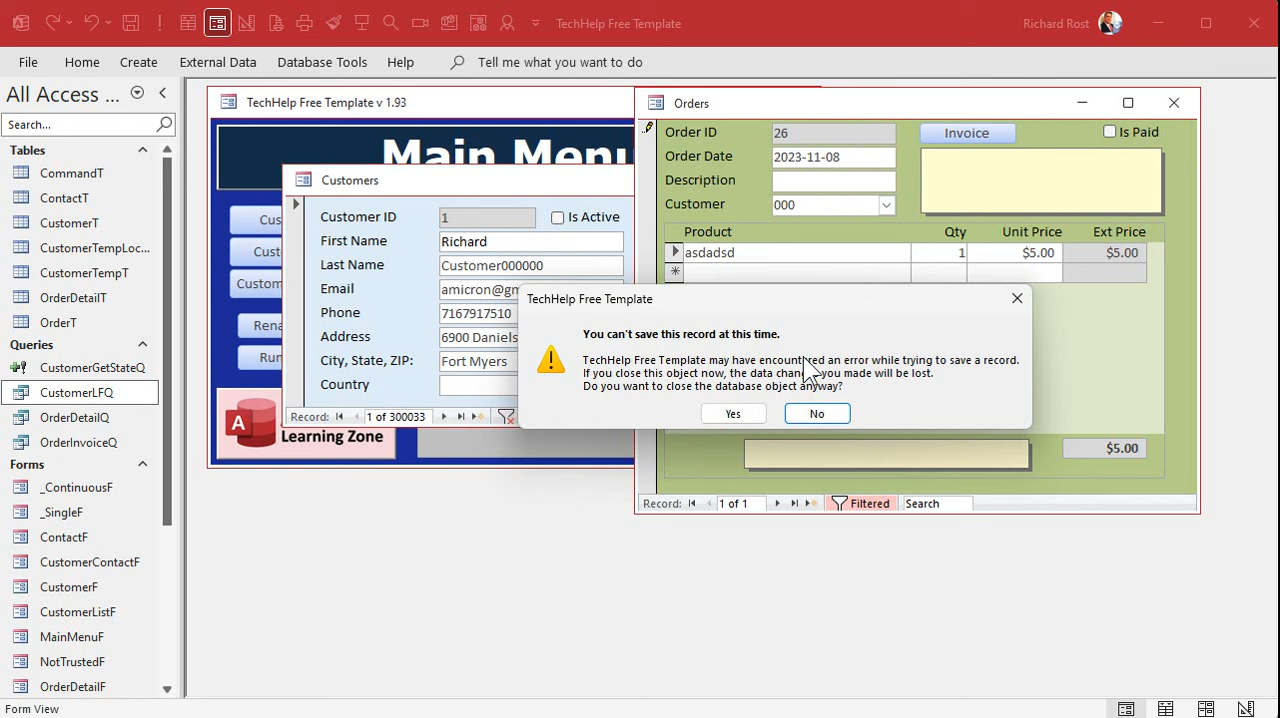 TechHelp Free Template
Richard Rost
File
Home
Create
External Data
Database Tools
Help
Tell me what you want to do
All Access ...
Search...
Tables
CommandT
ContactT
CustomerT
CustomerTempLoc...
CustomerTempT
OrderDetailT
OrderT
Queries
CustomerGetStateQ
CustomerLFQ
OrderDetailQ
OrderInvoiceQ
Forms
_ContinuousF
_SingleF
ContactF
CustomerContactF
CustomerF
CustomerListF
MainMenuF
NotTrustedF
OrderDetailF
Form View
TechHelp Free Template v 1.93
Main Menu
Cus
Cust
Custom
Rena
Run
A
Learning Zone
Customers
Customer ID 1 Is Active
First Name Richard
Last Name Customer000000
Email amicron@gm
Phone 7167917510
Address 6900 Daniels
City, State, ZIP: Fort Myers
Country
Record: 1 of 300033
Orders
Order ID 26 Invoice Is Paid
Order Date 2023-11-08
Description
Customer 000
Product Qty Unit Price Ext Price
asdadsd 1 $5.00 $5.00
$5.00
Record: 1 of 1 Filtered Search
TechHelp Free Template
You can't save this record at this time.
TechHelp Free Template may have encountered an error while trying to save a record.
If you close this object now, the data you made will be lost.
Do you want to close the database object anyway?
Yes
No